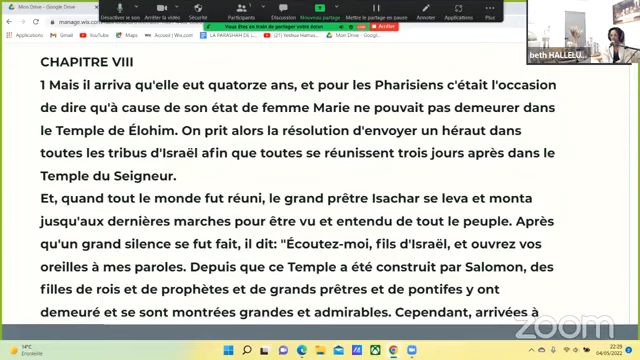 Mon Drive - Google Drive
manage.wix.com
Désactiver le son
Arrêter la vidéo
Sécurité
Participants
Discussion
Nouveau partage
Mettre le partage en pause
Annoter
Applications
Plus
Vous êtes en train de partager votre écran
Arrêter
beth HALLELU
CHAPITRE VIII
1 Mais il arriva qu'elle eut quatorze ans, et pour les Pharisiens c'était l'occasion
de dire qu'à cause de son état de femme Marie ne pouvait pas demeurer dans
le Temple de Élohim. On prit alors la résolution d'envoyer un héraut dans
toutes les tribus d'Israël afin que toutes se réunissent trois jours après dans le
Temple du Seigneur.
Et, quand tout le monde fut réuni, le grand prêtre Isachar se leva et monta
jusqu'aux dernières marches pour être vu et entendu de tout le peuple. Après
qu'un grand silence se fut fait, il dit: "Écoutez-moi, fils d'Israël, et ouvrez vos
oreilles à mes paroles. Depuis que ce Temple a été construit par Salomon, des
filles de rois et de prophètes et de grands prêtres et de pontifes y ont
demeuré et se sont montrées grandes et admirables. Cependant, arrivées à
zoom
14°C
Ensoleillé
22:29
04/05/2022